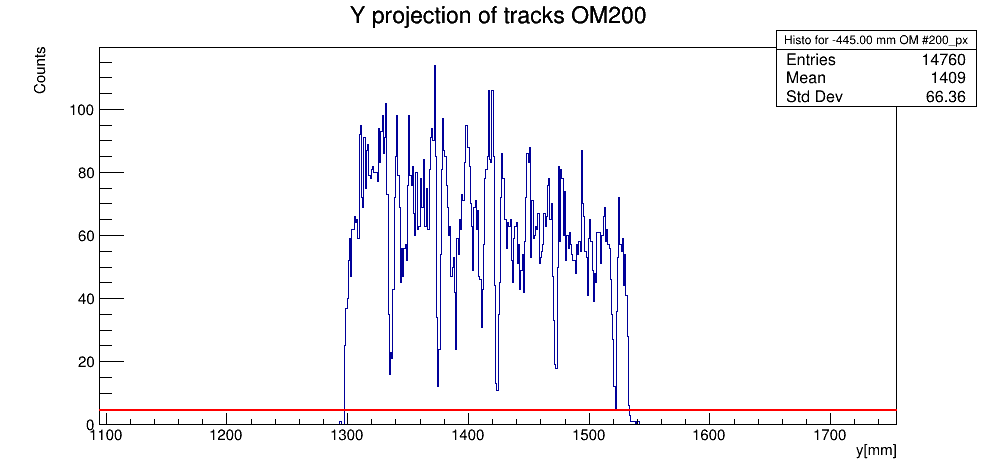 Y projection of tracks OM200
Histo for -445.00 mm OM #200_px
Entries 14760
Mean 1409
Std Dev 66.36
Counts
100
80
60
40
20
0
1100 1200 1300 1400 1500 1600 1700
y[mm]